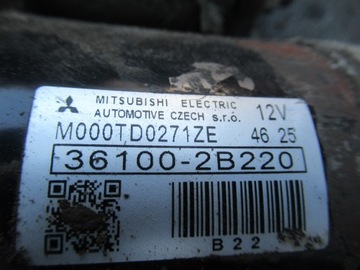 MITSUBISHI ELECTRIC
AUTOMOTIVE CZECH s.r.o. 12V
M000TD0271ZE 46 25
36100-2B220
B22